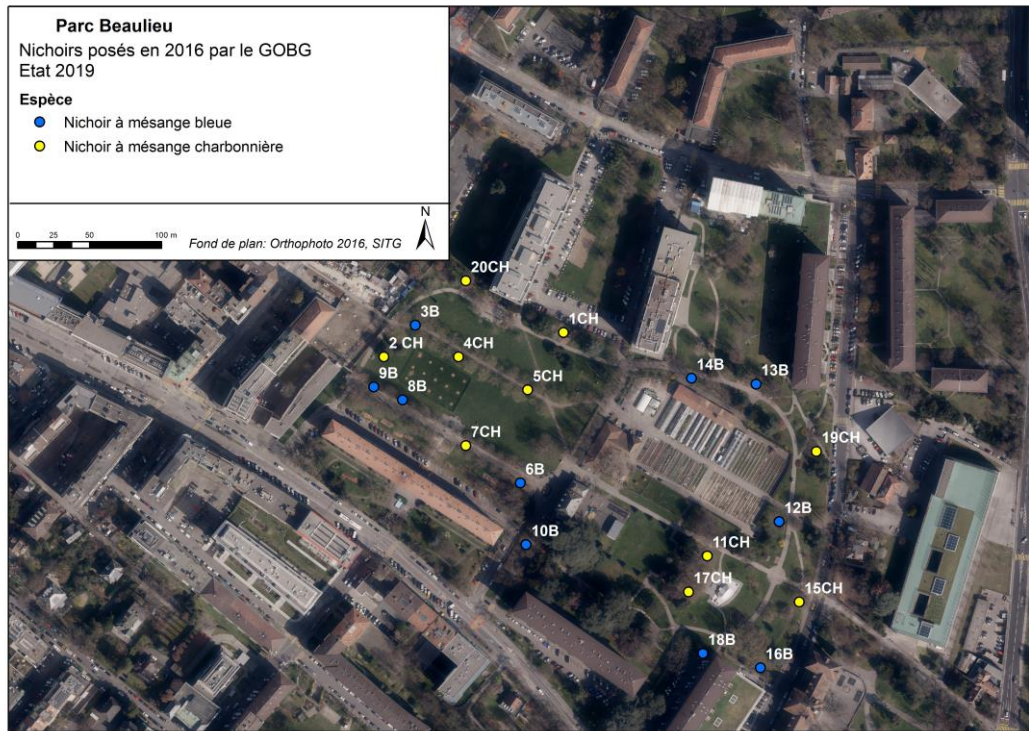 Parc Beaulieu
Nichoirs posés en 2016 par le GOBG
Etat 2019
Espèce
Nichoir à mésange bleue
Nichoir à mésange charbonnière
N
0 25 50 100 m
Fond de plan: Orthophoto 2016, SITG
20CH
3B
1CH
2 CH
4CH
14B
13B
9B
5CH
8B
7CH
19CH
6B
12B
10B
11CH
17CH
15CH
18B
16B